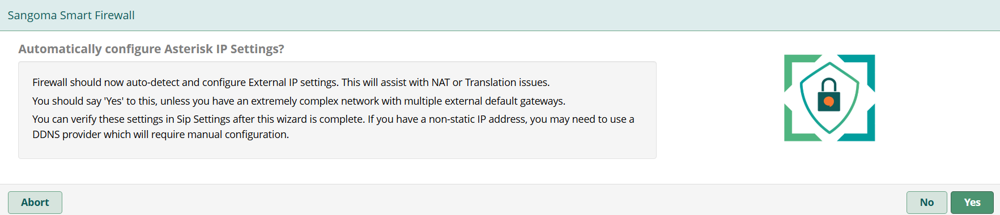 Sangoma Smart Firewall
Automatically configure Asterisk IP Settings?
Firewall should now auto-detect and configure External IP settings. This will assist with NAT or Translation issues.
You should say 'Yes' to this, unless you have an extremely complex network with multiple external default gateways.
You can verify these settings in Sip Settings after this wizard is complete. If you have a non-static IP address, you may need to use a
DDNS provider which will require manual configuration.
Abort
No
Yes